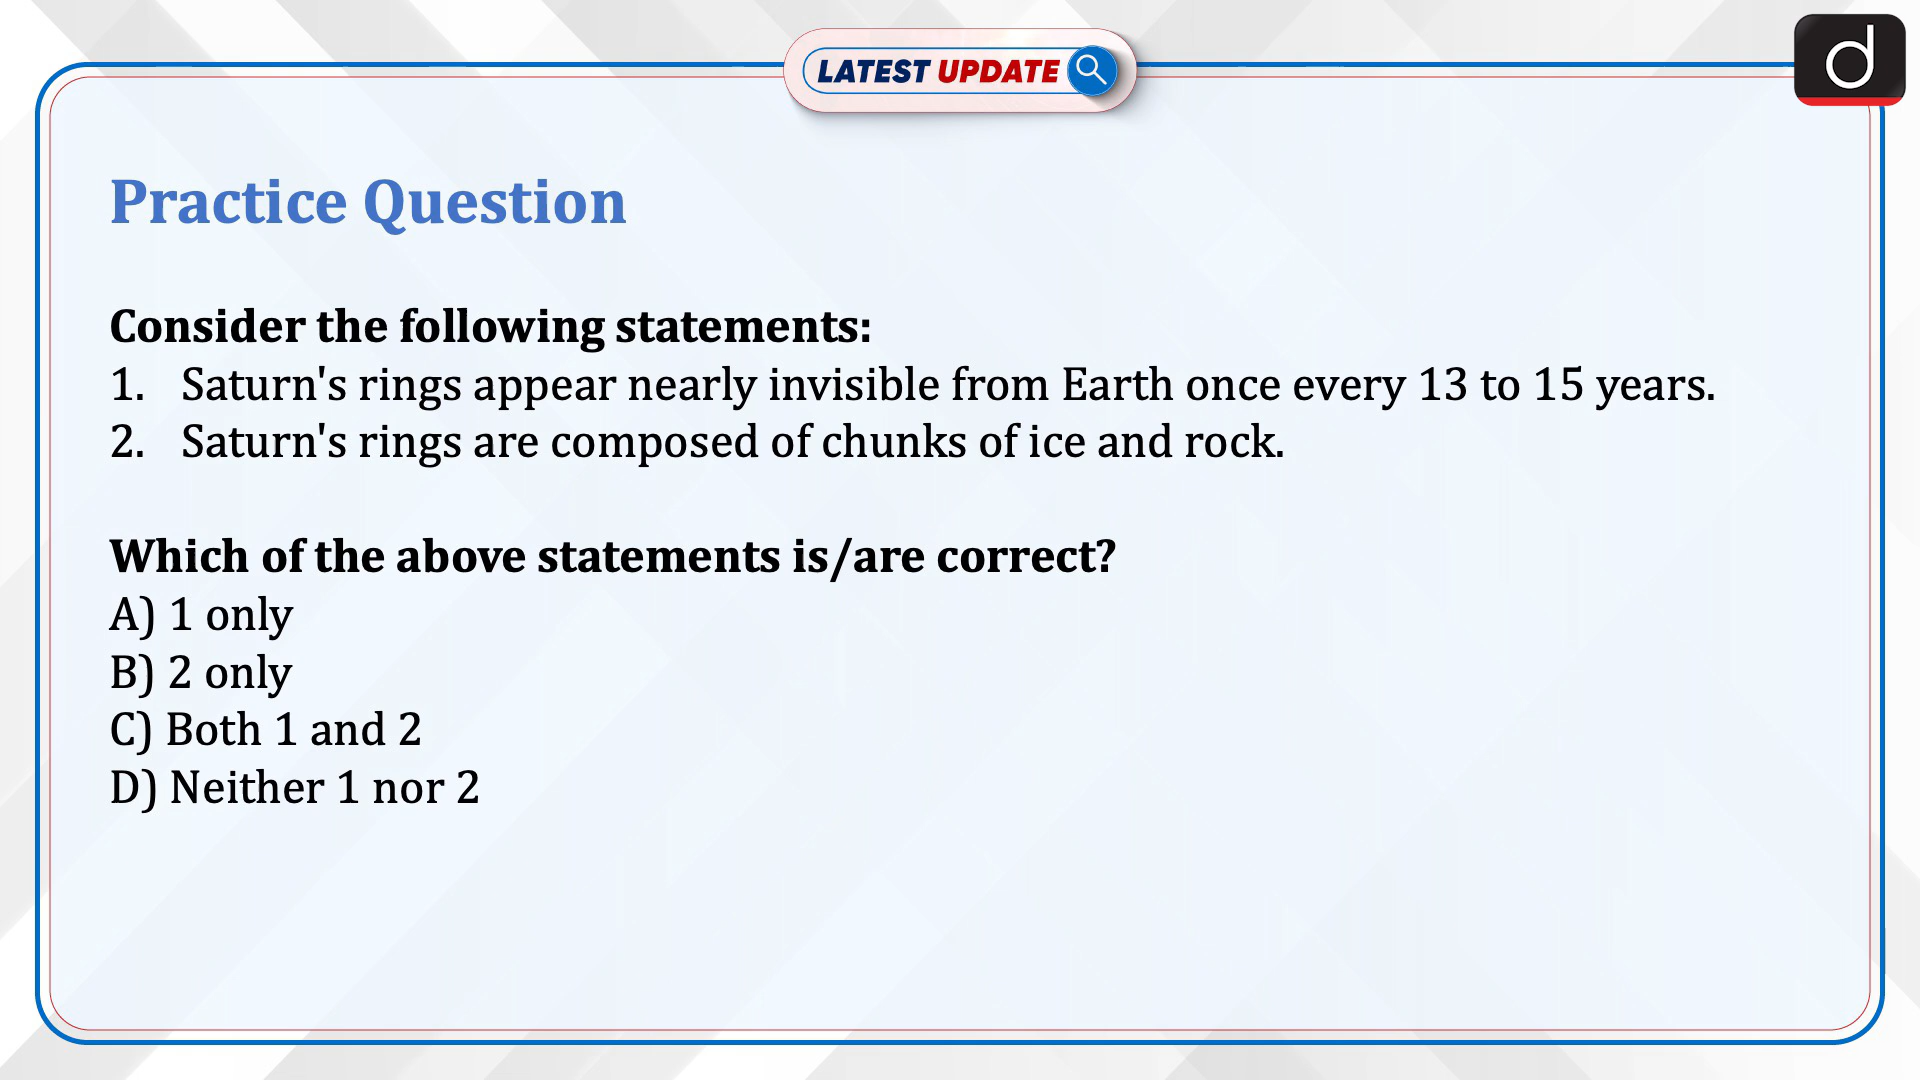 LATEST UPDATE
d
Practice Question
Consider the following statements:
1. Saturn's rings appear nearly invisible from Earth once every 13 to 15 years.
2. Saturn's rings are composed of chunks of ice and rock.
Which of the above statements is/are correct?
A) 1 only
B) 2 only
C) Both 1 and 2
D) Neither 1 nor 2